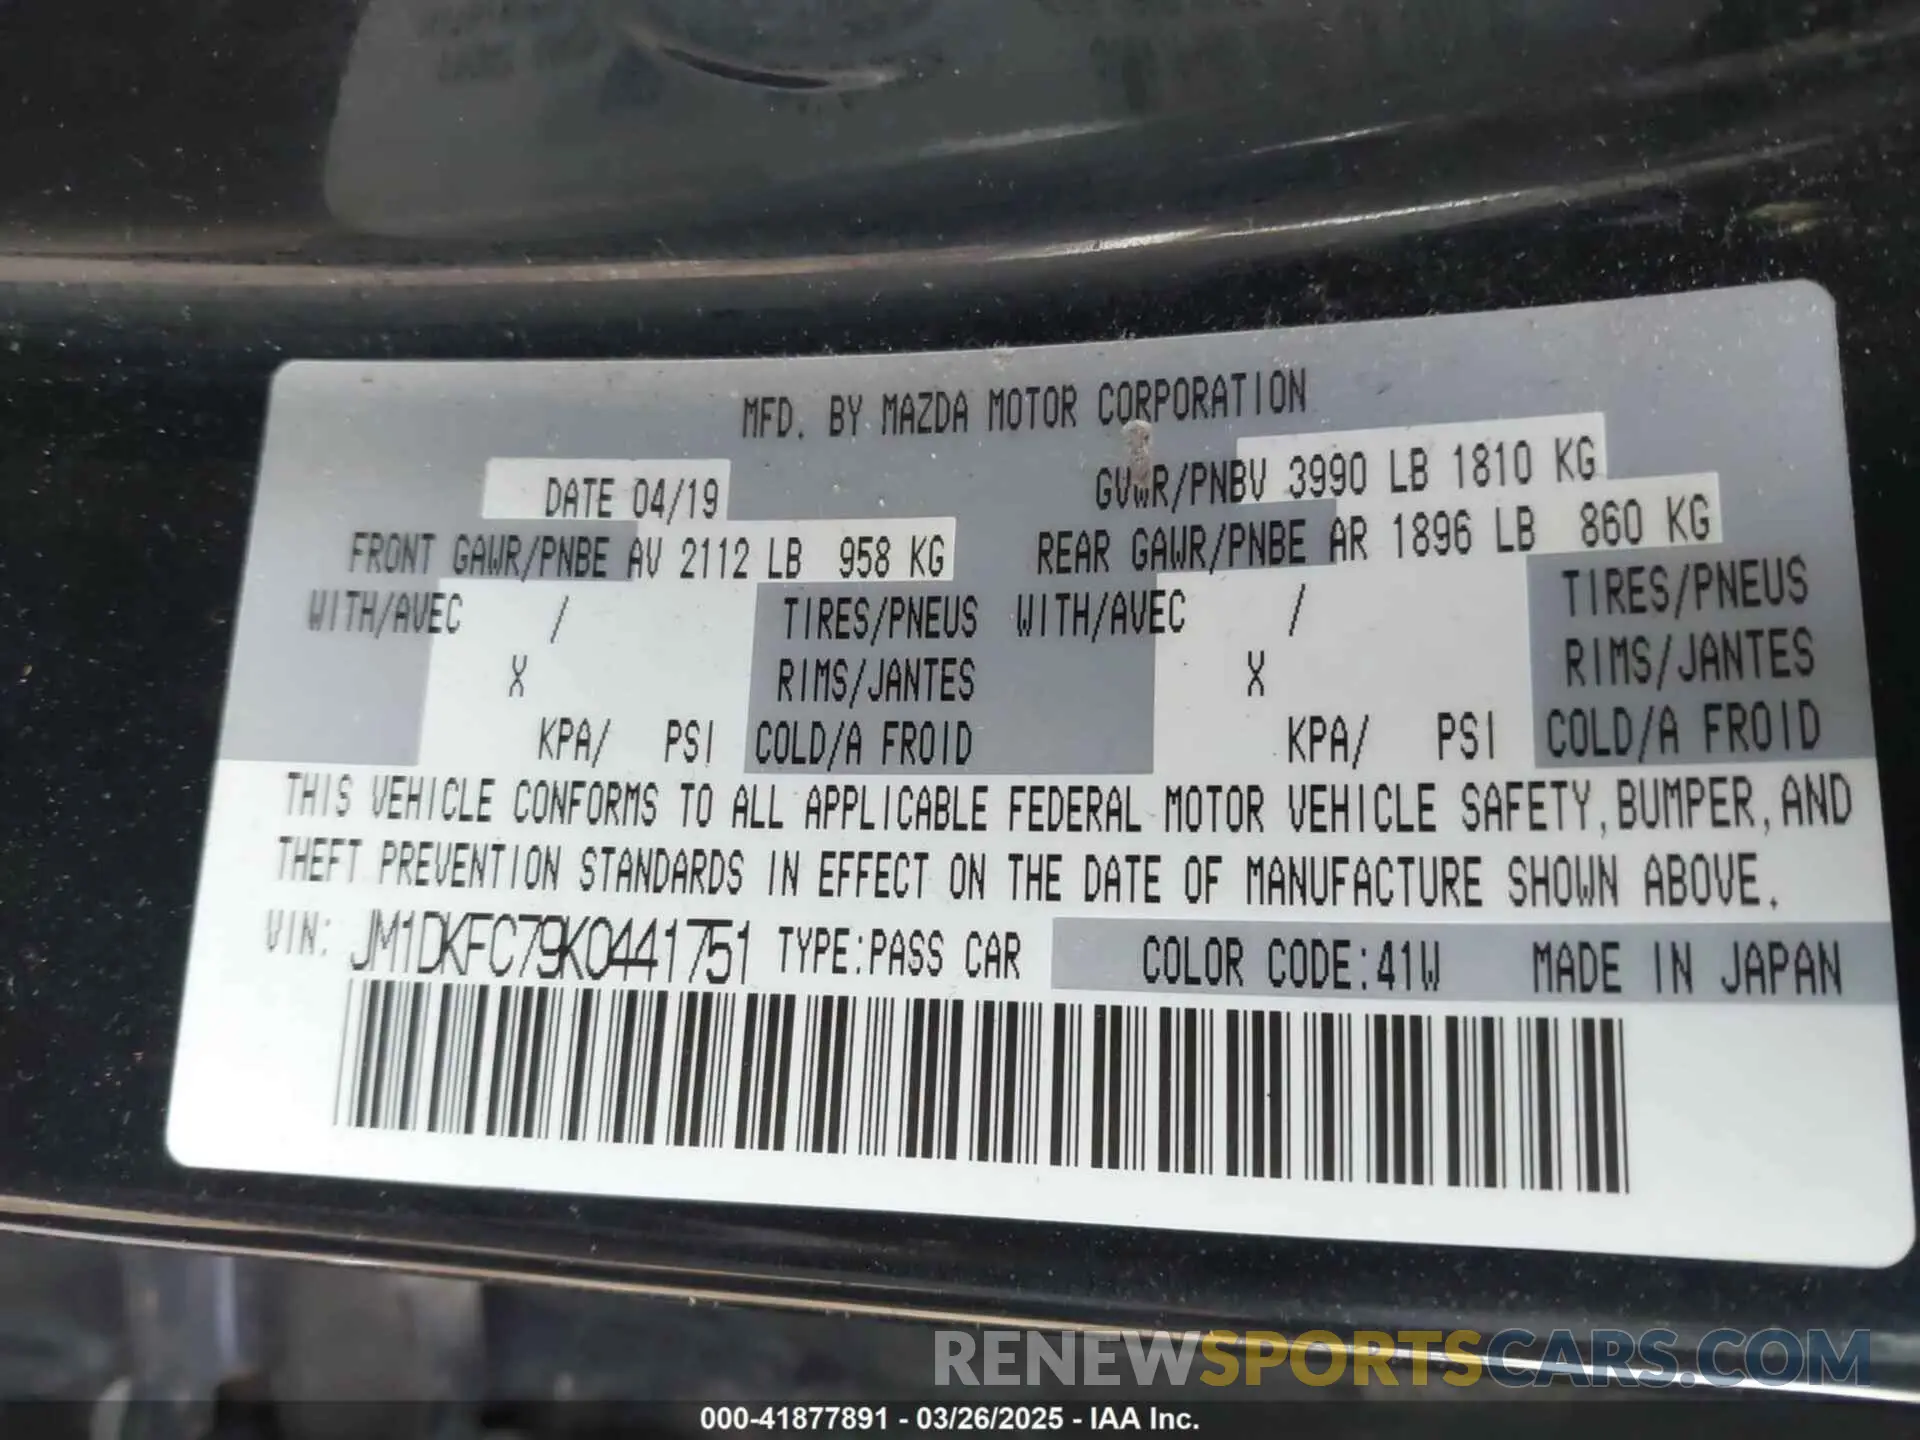 MFD. BY MAZDA MOTOR CORPORATION
DATE 04/19 GVWR/PNBV 3990 LB 1810 KG
FRONT GAWR/PNBE AV 2112 LB 958 KG REAR GAWR/PNBE AR 1896 LB 860 KG
WITH/AVEC / TIRES/PNEUS WITH/AVEC / TIRES/PNEUS
X RIMS/JANTES X RIMS/JANTES
KPA/ PSI COLD/A FROID KPA/ PSI COLD/A FROID
THIS VEHICLE CONFORMS TO ALL APPLICABLE FEDERAL MOTOR VEHICLE SAFETY, BUMPER, AND
THEFT PREVENTION STANDARDS IN EFFECT ON THE DATE OF MANUFACTURE SHOWN ABOVE.
VIN: JM1DKFC79K0441751 TYPE:PASS CAR COLOR CODE:41W MADE IN JAPAN
RENEWSPORTSCARS.COM
000-41877891 - 03/26/2025 - IAA Inc.